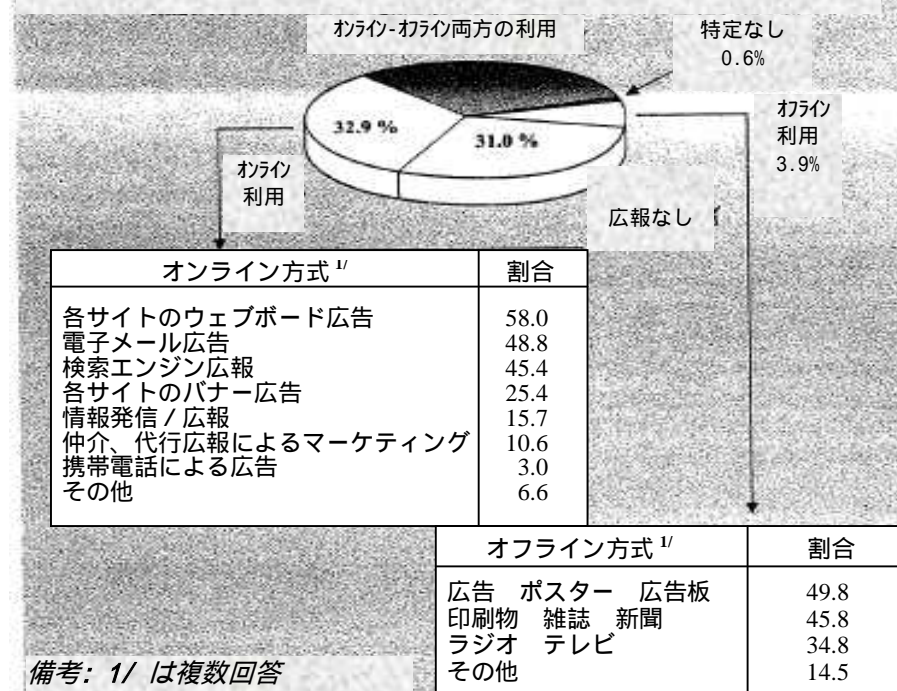 オンライン-オフライン両方の利用
特定なし
0.6%
32.9 %
31.0 %
オフライン
利用
3.9%
オンライン
利用
広報なし
オンライン方式 1/ 割合
各サイトのウェブボード広告 58.0
電子メール広告 48.8
検索エンジン広報 45.4
各サイトのバナー広告 25.4
情報発信 / 広報 15.7
仲介、代行広報によるマーケティング 10.6
携帯電話による広告 3.0
その他 6.6
オフライン方式 1/ 割合
広告 ポスター 広告板 49.8
印刷物 雑誌 新聞 45.8
ラジオ テレビ 34.8
その他 14.5
備考: 1/ は複数回答